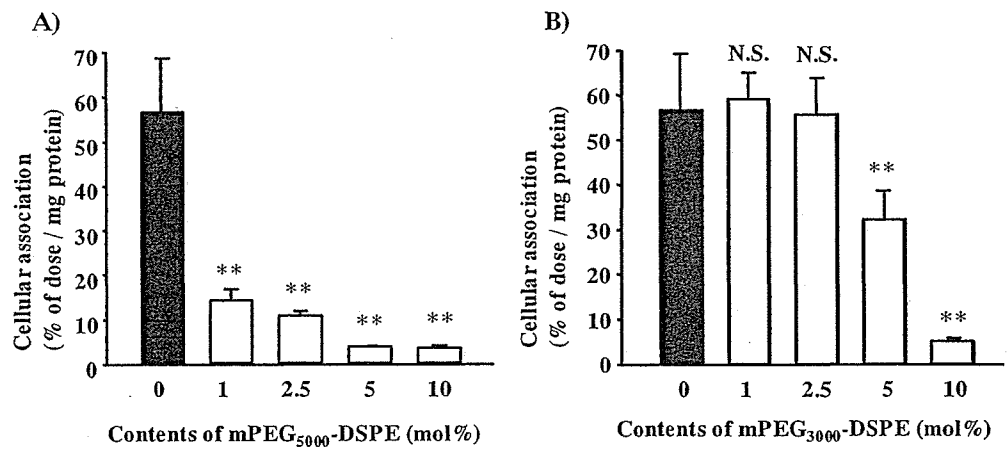 A)
Cellular association
(% of dose / mg protein)
70
60
50
40
30
20
10
0
**
**
**
**
0 1 2.5 5 10
Contents of mPEG5000-DSPE (mol%)
B)
Cellular association
(% of dose / mg protein)
70
60
50
40
30
20
10
0
N.S. N.S.
**
**
0 1 2.5 5 10
Contents of mPEG3000-DSPE (mol%)